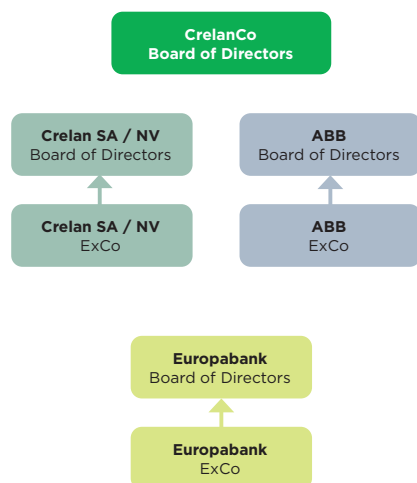 CrelanCo
Board of Directors
Crelan SA / NV
Board of Directors
ABB
Board of Directors
Crelan SA / NV
ExCo
ABB
ExCo
Europabank
Board of Directors
Europabank
ExCo